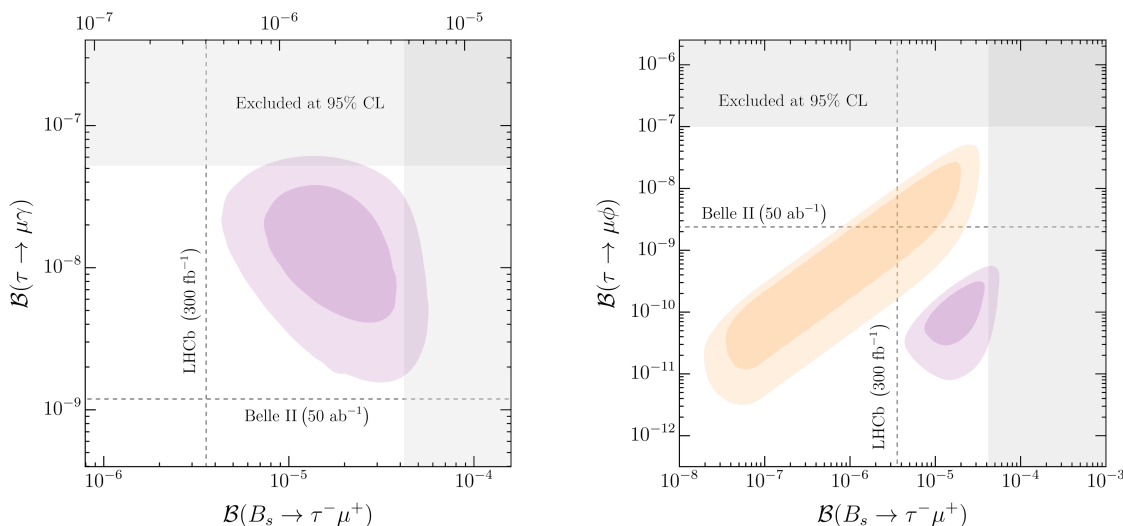 10⁻⁷ 10⁻⁶ 10⁻⁵
Excluded at 95% CL
10⁻⁷
10⁻⁸
10⁻⁹
B(τ → μγ)
LHCb (300 fb⁻¹)
Belle II (50 ab⁻¹)
10⁻⁶ 10⁻⁵ 10⁻⁴
B(Bₛ → τ⁻μ⁺)
10⁻⁶
Excluded at 95% CL
10⁻⁷
10⁻⁸
Belle II (50 ab⁻¹)
10⁻⁹
10⁻¹⁰
10⁻¹¹
10⁻¹²
B(τ → μφ)
LHCb (300 fb⁻¹)
10⁻⁸ 10⁻⁷ 10⁻⁶ 10⁻⁵ 10⁻⁴ 10⁻³
B(Bₛ → τ⁻μ⁺)